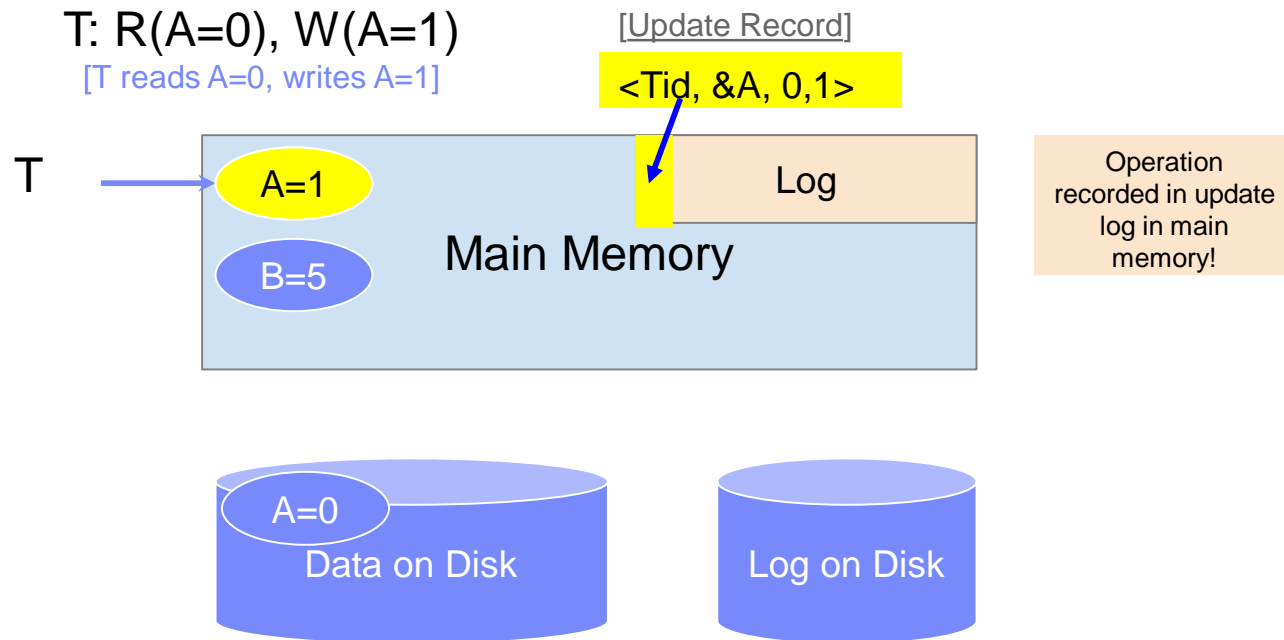 T: R(A=0), W(A=1)
[T reads A=0, writes A=1]
[Update Record]
<Tid, &A, 0,1>
T
A=1
Log
B=5
Main Memory
Operation
recorded in update
log in main
memory!
A=0
Data on Disk
Log on Disk